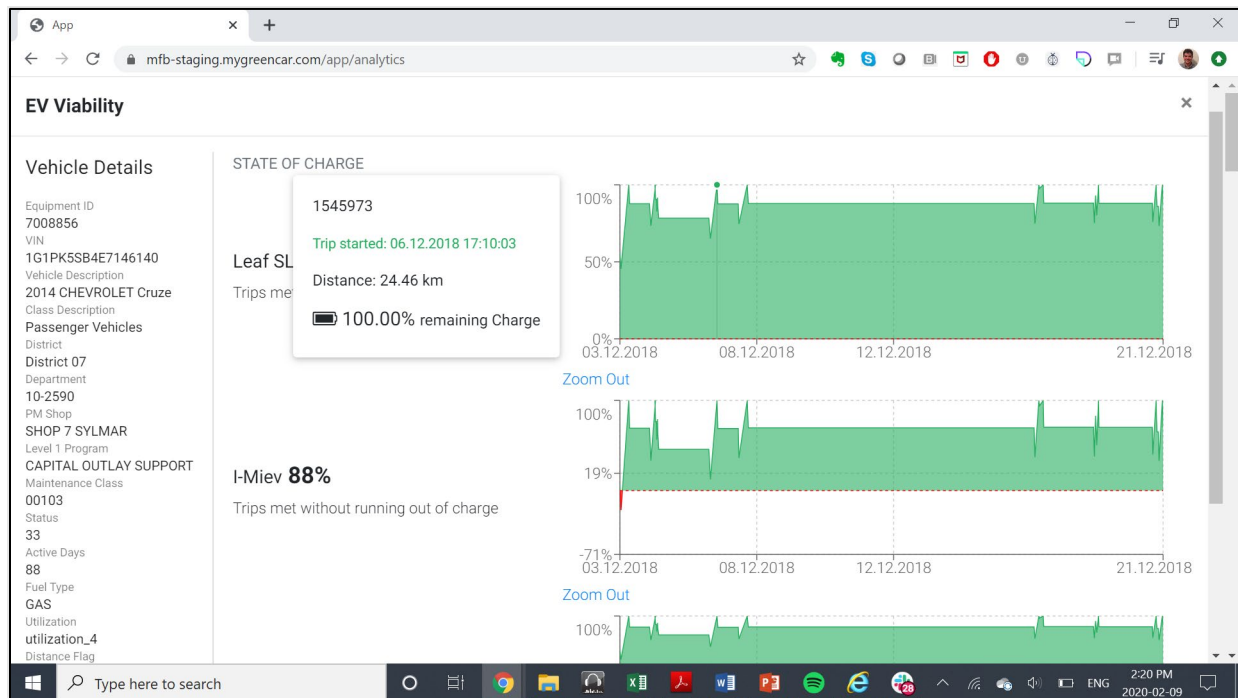 App
mfb-staging.mygreencar.com/app/analytics
EV Viability
Vehicle Details
Equipment ID
7008856
VIN
1G1PK5SB4E7146140
Vehicle Description
2014 CHEVROLET Cruze
Class Description
Passenger Vehicles
District
District 07
Department
10-2590
PM Shop
SHOP 7 SYLMAR
Level 1 Program
CAPITAL OUTLAY SUPPORT
Maintenance Class
00103
Status
33
Active Days
88
Fuel Type
GAS
Utilization
utilization_4
Distance Flag
STATE OF CHARGE
1545973
Trip started: 06.12.2018 17:10:03
Distance: 24.46 km
100.00% remaining Charge
Leaf SL
Trips me
100%
50%
0%
03.12.2018 08.12.2018 12.12.2018 21.12.2018
Zoom Out
I-Miev 88%
Trips met without running out of charge
100%
19%
-71%
03.12.2018 08.12.2018 12.12.2018 21.12.2018
Zoom Out
100%
Type here to search
28
ENG
2:20 PM
2020-02-09